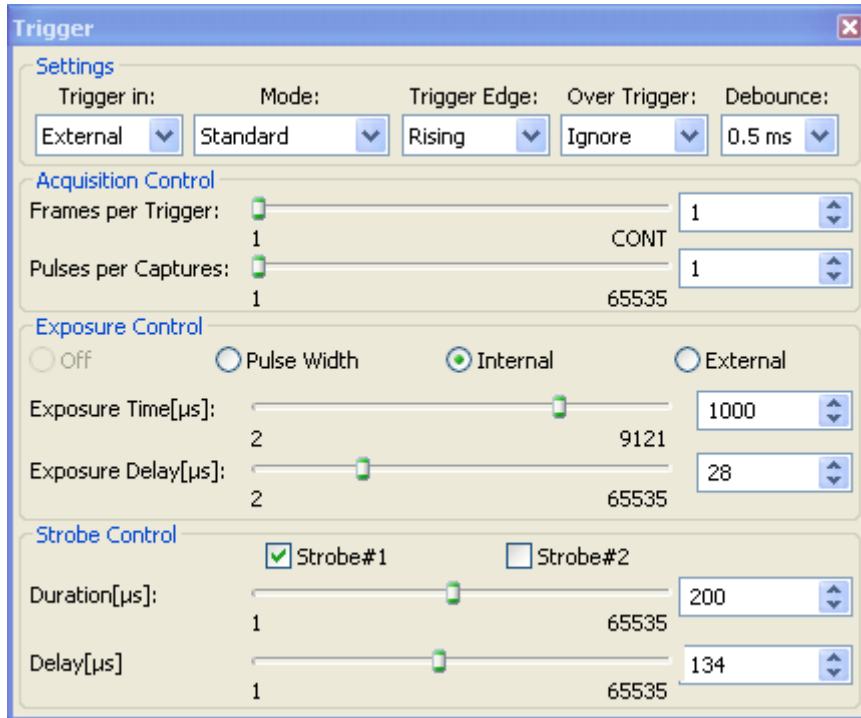 Trigger
Settings
Trigger in: Mode: Trigger Edge: Over Trigger: Debounce:
External Standard Rising Ignore 0.5 ms
Acquisition Control
Frames per Trigger: 1
1 CONT
Pulses per Captures: 1
1 65535
Exposure Control
Off Pulse Width Internal External
Exposure Time[µs]: 1000
2 9121
Exposure Delay[µs]: 28
2 65535
Strobe Control
Strobe#1 Strobe#2
Duration[µs]: 200
1 65535
Delay[µs] 134
1 65535